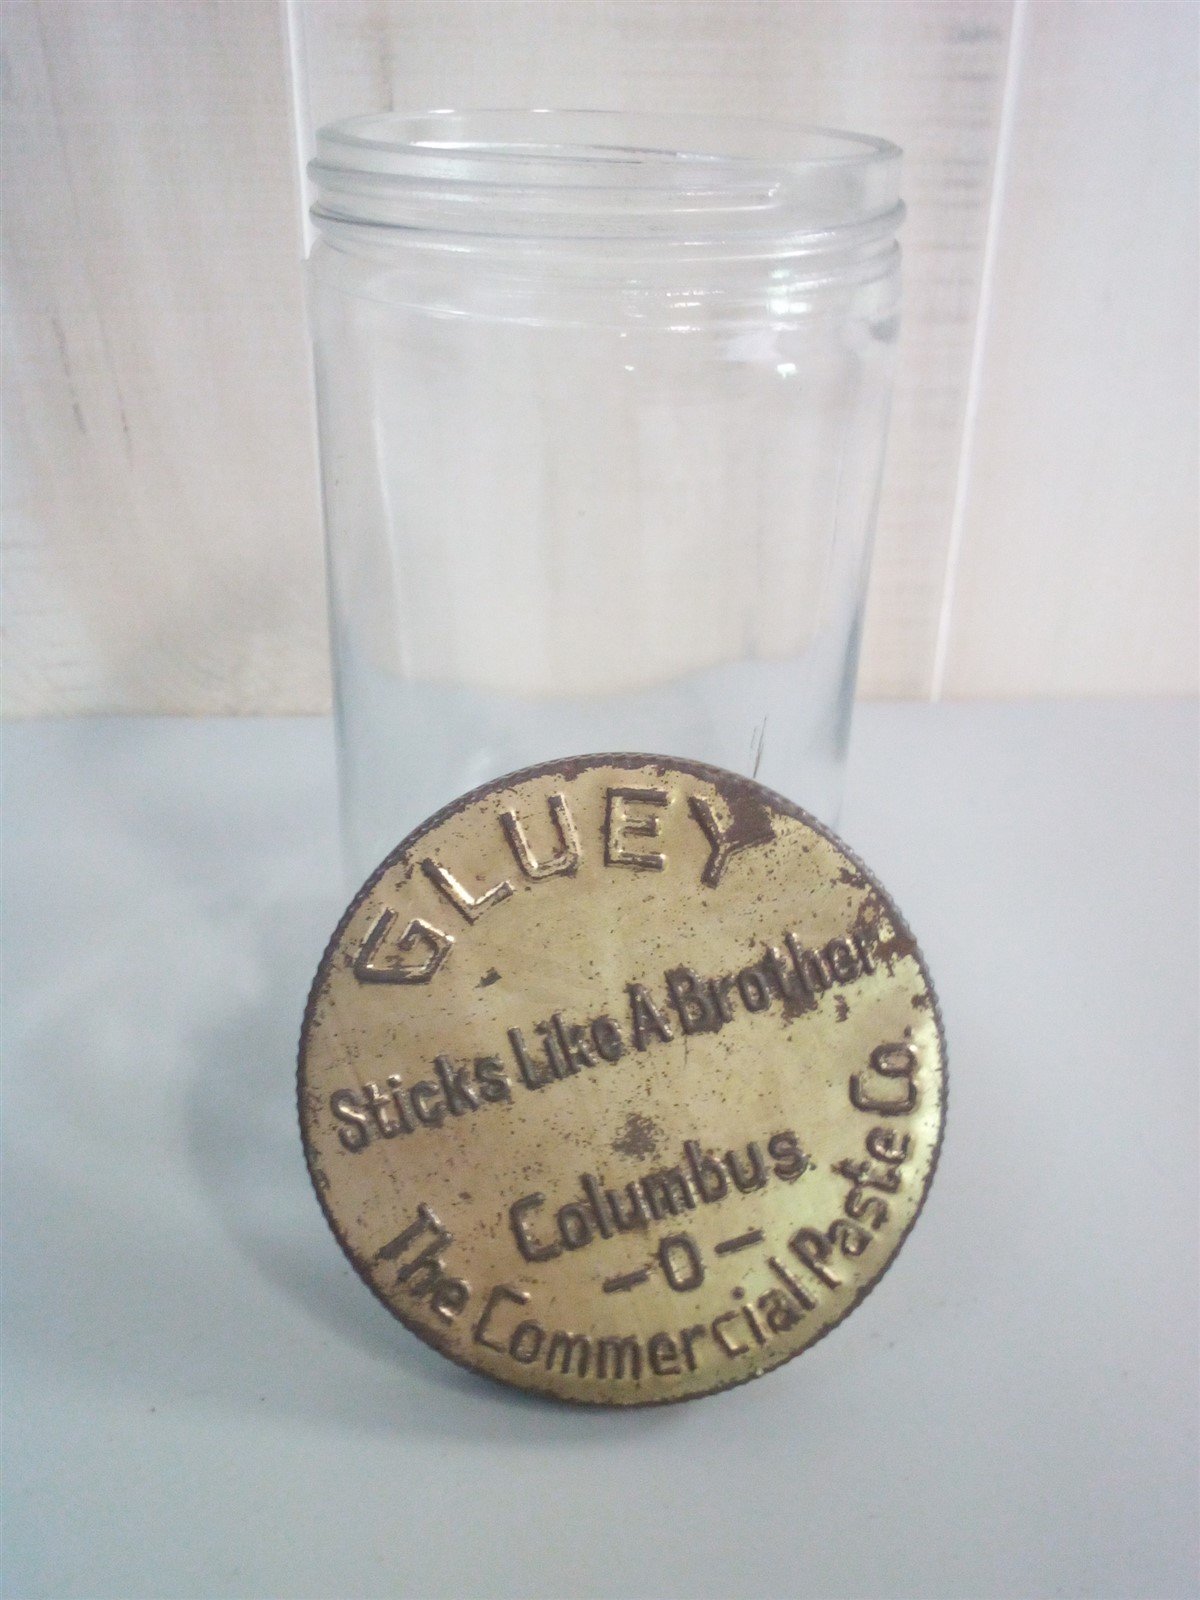 GLUEY
Sticks Like A Brother
Columbus
- O -
The Commercial Paste Co.